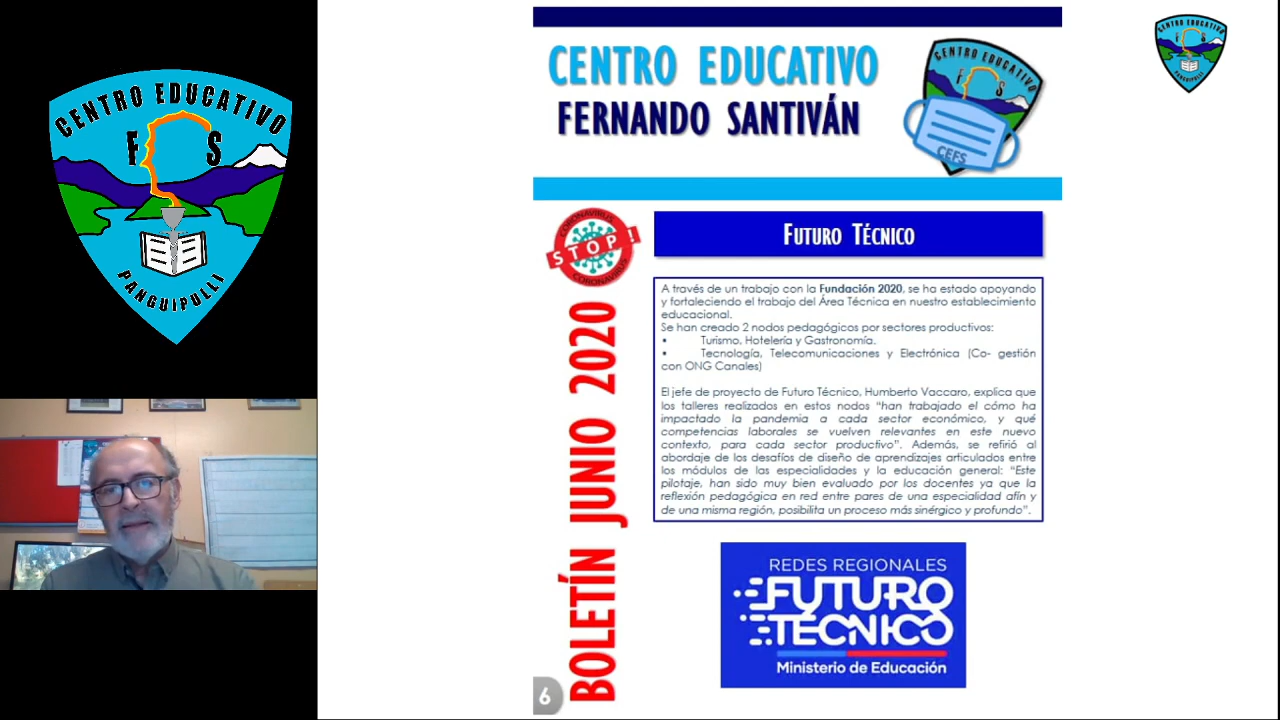 CENTRO EDUCATIVO
F S
PANGUIPULLI
CENTRO EDUCATIVO
FERNANDO SANTIVÁN
CENTRO EDUCATIVO
F S
CEFS
CENTRO EDUCATIVO
F S
PANGUIPULLI
CORONAVIRUS
STOP!
CORONAVIRUS
BOLETÍN JUNIO 2020
FUTURO TÉCNICO
A través de un trabajo con la Fundación 2020, se ha estado apoyando
y fortaleciendo el trabajo del Área Técnica en nuestro establecimiento
educacional.
Se han creado 2 nodos pedagógicos por sectores productivos:
• Turismo, Hotelería y Gastronomía.
• Tecnología, Telecomunicaciones y Electrónica (Co- gestión
con ONG Canales)
El jefe de proyecto de Futuro Técnico, Humberto Vaccaro, explica que
los talleres realizados en estos nodos “han trabajado el cómo ha
impactado la pandemia a cada sector económico, y qué
competencias laborales se vuelven relevantes en este nuevo
contexto, para cada sector productivo”. Además, se refirió al
abordaje de los desafíos de diseño de aprendizajes articulados entre
los módulos de las especialidades y la educación general: “Este
pilotaje, han sido muy bien evaluado por los docentes ya que la
reflexión pedagógica en red entre pares de una especialidad afín y
de una misma región, posibilita un proceso más sinérgico y profundo”.
REDES REGIONALES
FUTURO
TÉCNICO
Ministerio de Educación
6